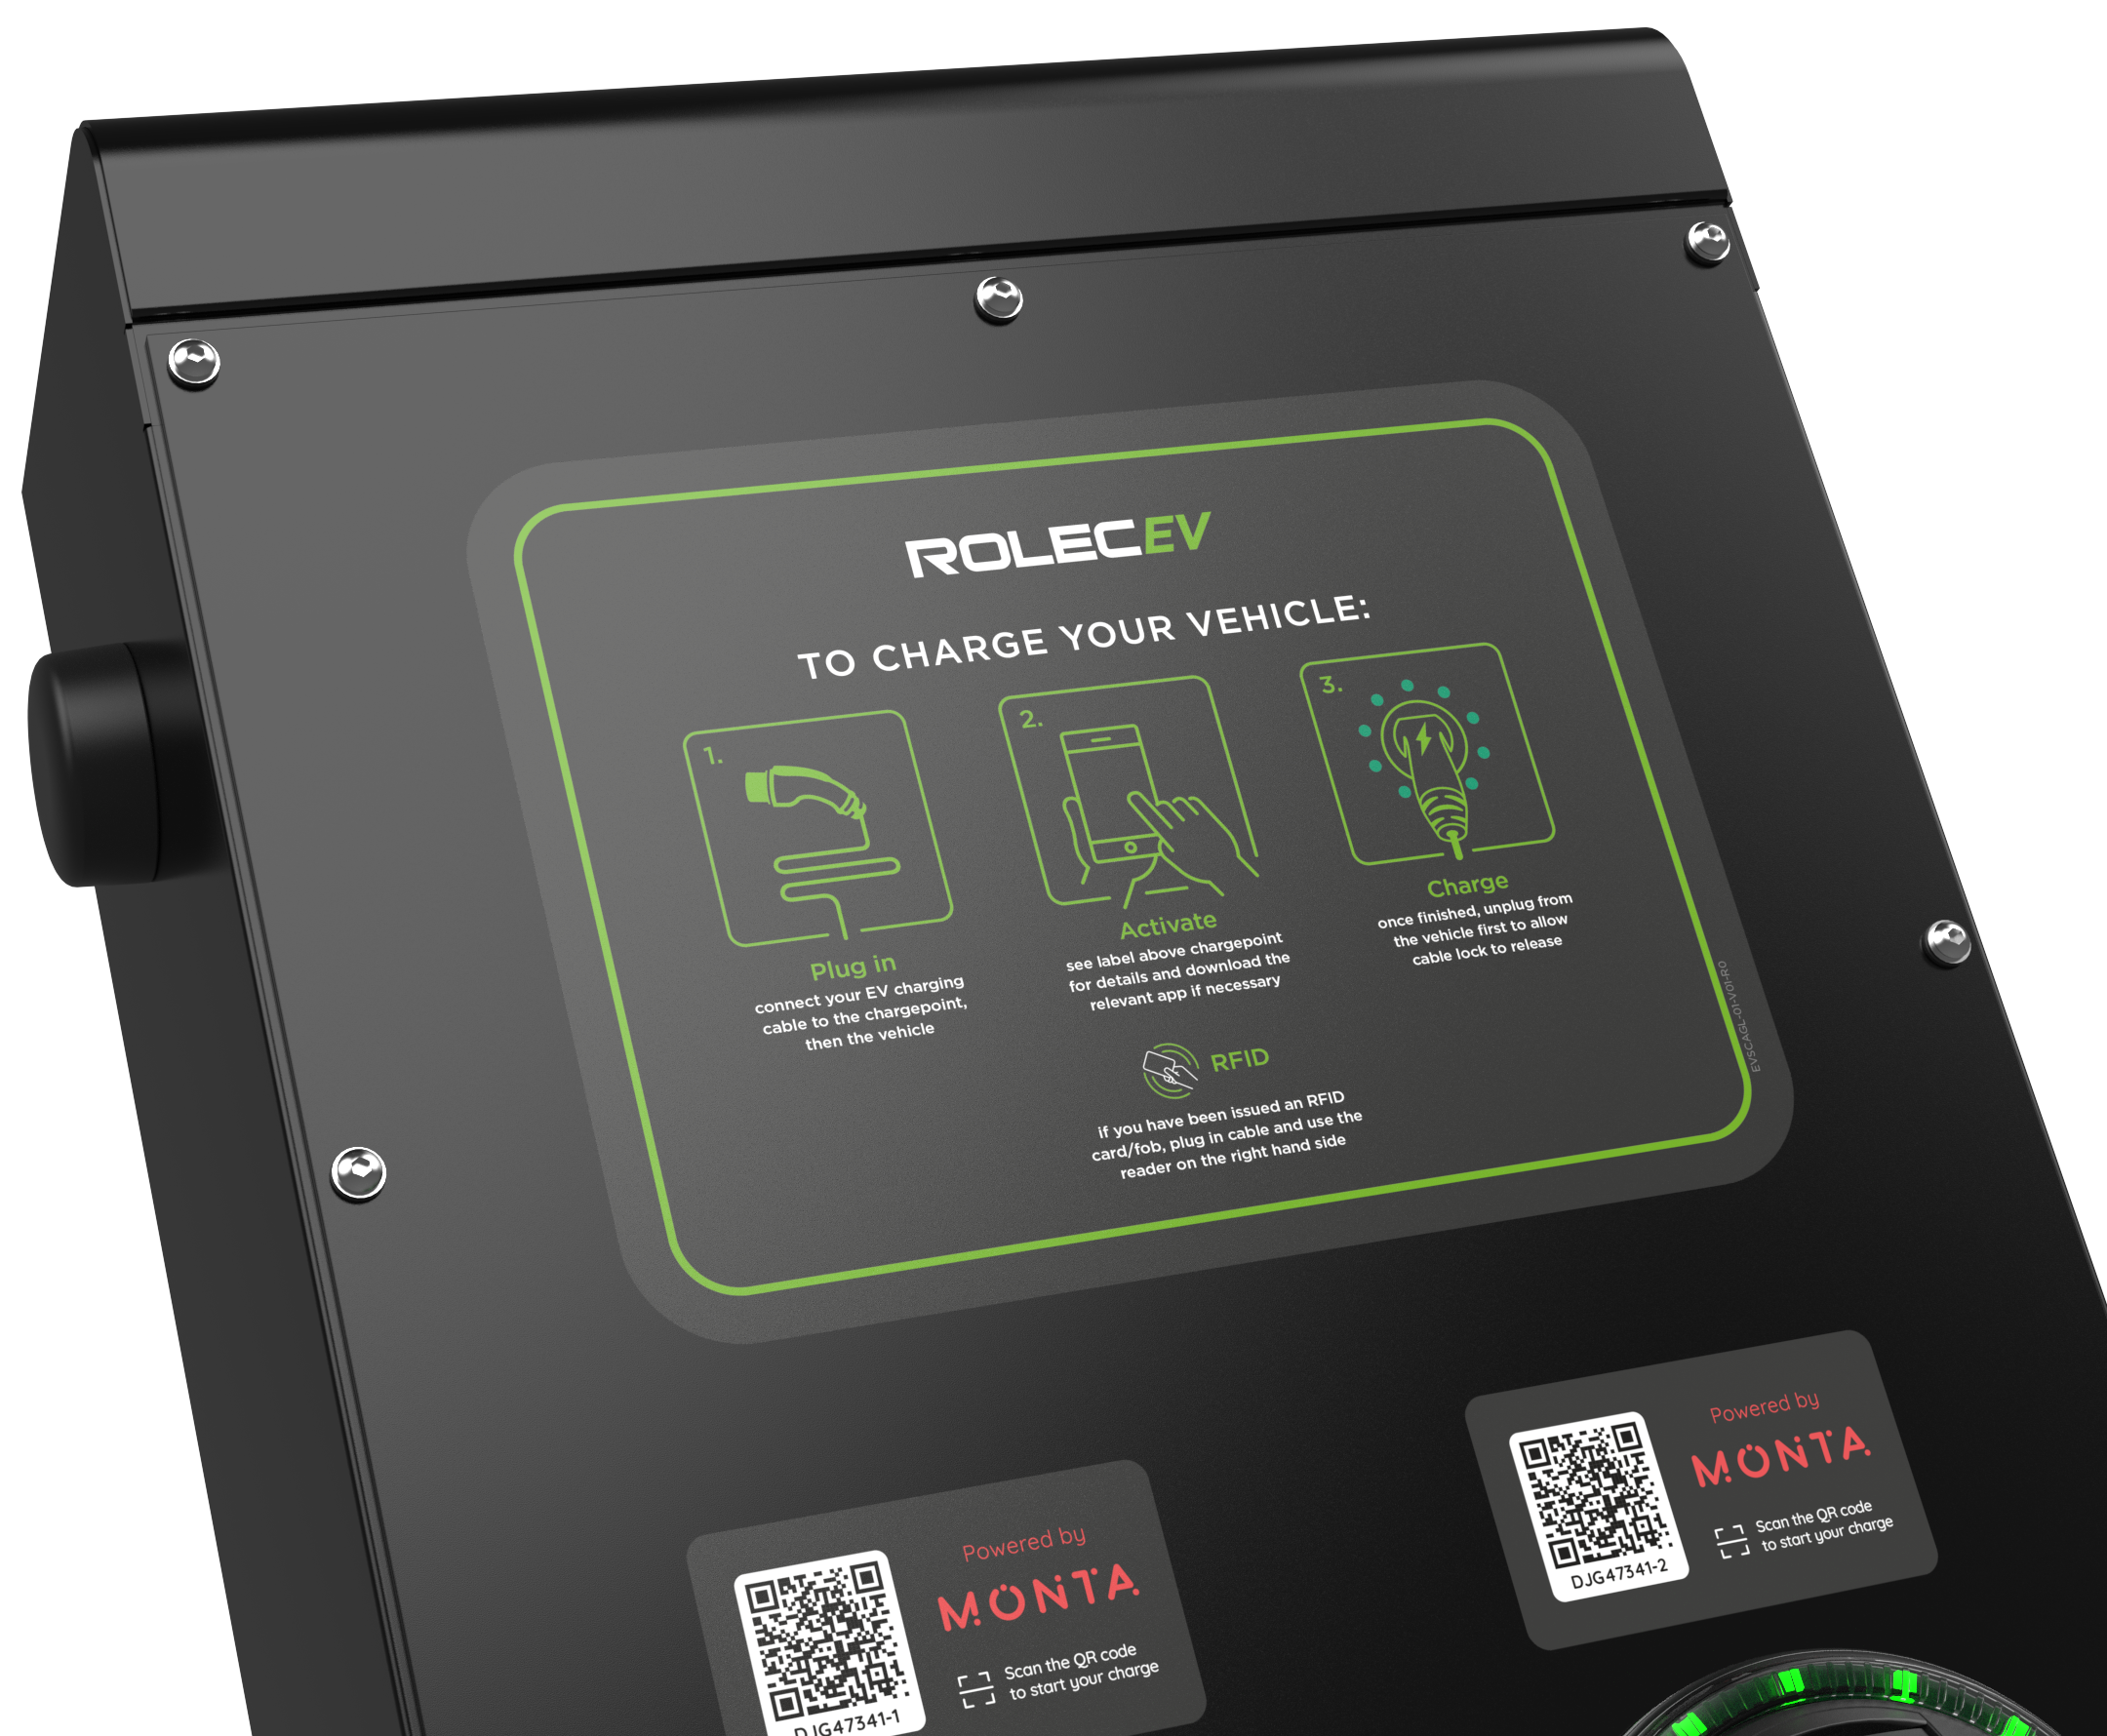 ROLECEV
TO CHARGE YOUR VEHICLE:
1.
Plug in
connect your EV charging
cable to the chargepoint,
then the vehicle
2.
Activate
see label above chargepoint
for details and download the
relevant app if necessary
3.
Charge
once finished, unplug from
the vehicle first to allow
cable lock to release
RFID
if you have been issued an RFID
card/fob, plug in cable and use the
reader on the right hand side
EVSCAGL-01-V01-R0
DJG47341-1
Powered by
MONTA
Scan the QR code
to start your charge
DJG47341-2
Powered by
MONTA
Scan the QR code
to start your charge